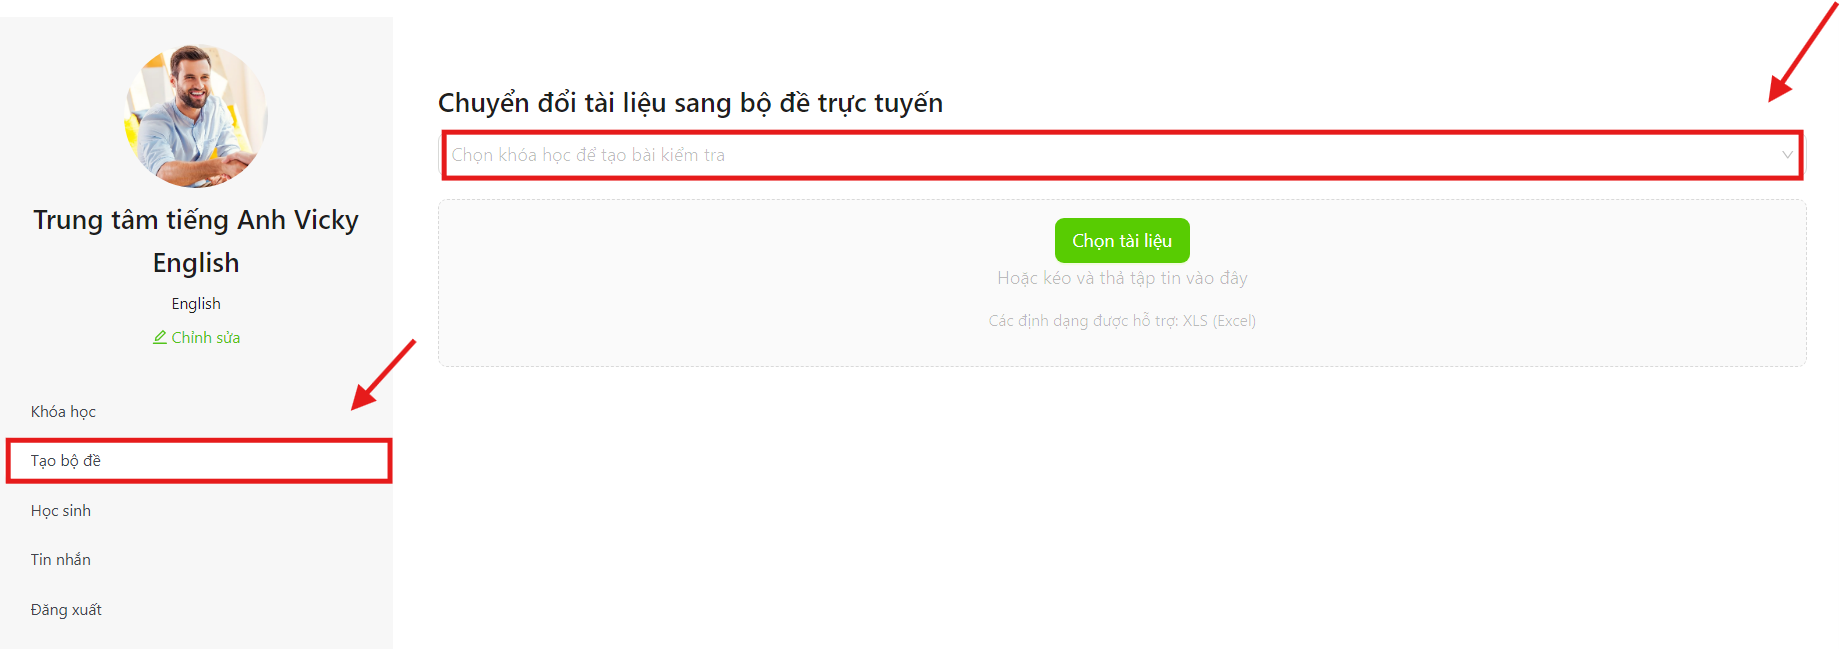 Trung tâm tiếng Anh Vicky
English
English
Chỉnh sửa
Khóa học
Tạo bộ đề
Học sinh
Tin nhắn
Đăng xuất
Chuyển đổi tài liệu sang bộ đề trực tuyến
Chọn khóa học để tạo bài kiểm tra
Chọn tài liệu
Hoặc kéo và thả tập tin vào đây
Các định dạng được hỗ trợ: XLS (Excel)